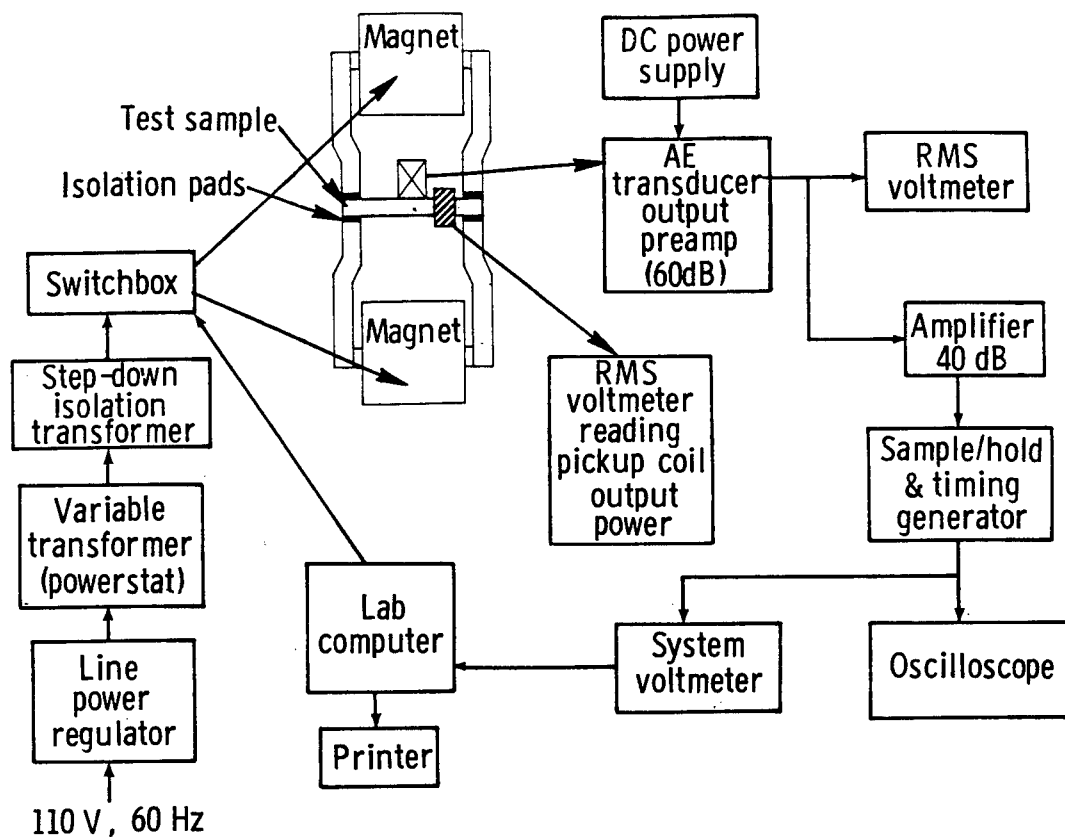 Magnet
DC power
supply
Test sample
Isolation pads
AE
transducer
output
preamp
(60dB)
RMS
voltmeter
Switchbox
Magnet
Amplifier
40 dB
Step-down
isolation
transformer
RMS
voltmeter
reading
pickup coil
output
power
Sample/hold
& timing
generator
Variable
transformer
(powerstat)
Lab
computer
System
voltmeter
Oscilloscope
Line
power
regulator
Printer
110 V, 60 Hz